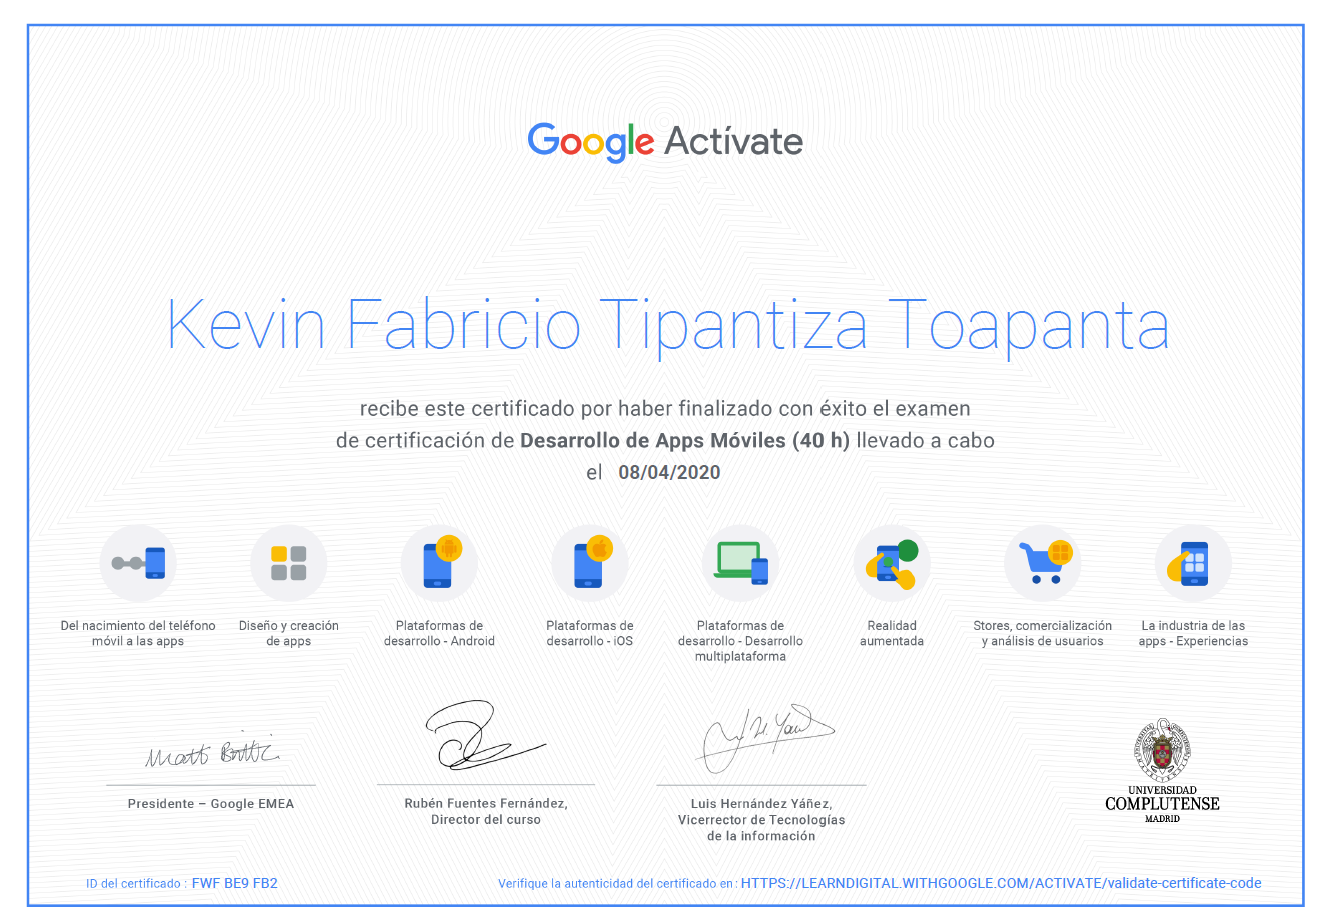 Google Actívate
Kevin Fabricio Tipantiza Toapanta
recibe este certificado por haber finalizado con éxito el examen
de certificación de Desarrollo de Apps Móviles (40 h) llevado a cabo
el 08/04/2020
Del nacimiento del teléfono
móvil a las apps
Diseño y creación
de apps
Plataformas de
desarrollo - Android
Plataformas de
desarrollo - iOS
Plataformas de
desarrollo - Desarrollo
multiplataforma
Realidad
aumentada
Stores, comercialización
y análisis de usuarios
La industria de las
apps - Experiencias
Presidente – Google EMEA
Rubén Fuentes Fernández,
Director del curso
Luis Hernández Yáñez,
Vicerrector de Tecnologías
de la información
UNIVERSIDAD
COMPLUTENSE
MADRID
ID del certificado : FWF BE9 FB2
Verifique la autenticidad del certificado en: HTTPS://LEARNDIGITAL.WITHGOOGLE.COM/ACTIVATE/validate-certificate-code